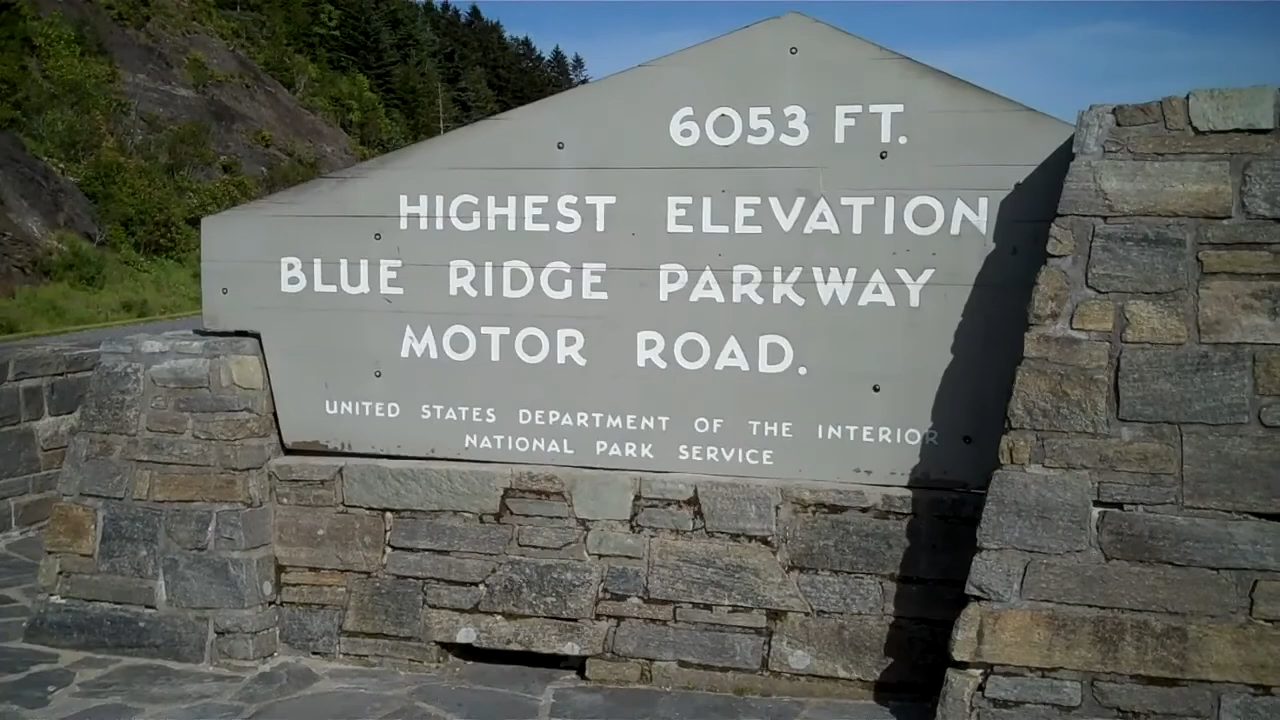 6053 FT.
HIGHEST ELEVATION
BLUE RIDGE PARKWAY
MOTOR ROAD.
UNITED STATES DEPARTMENT OF THE INTERIOR
NATIONAL PARK SERVICE